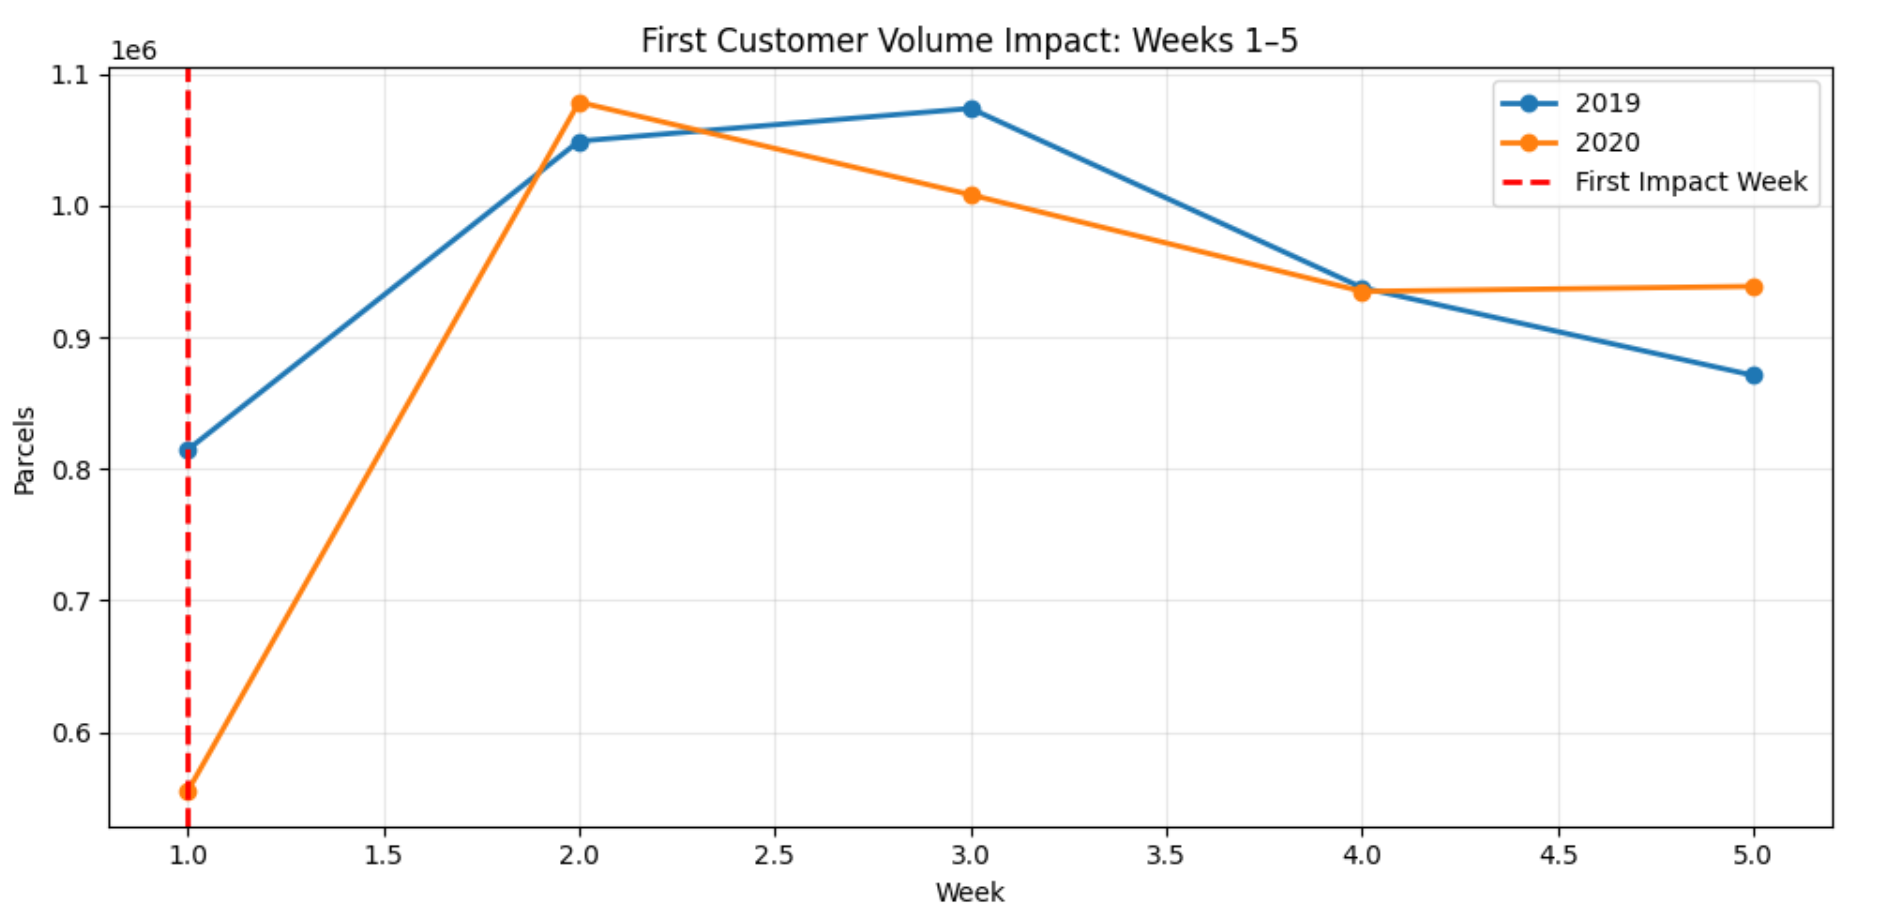 First Customer Volume Impact: Weeks 1–5
1e6
1.1
1.0
0.9
0.8
0.7
0.6
Parcels
2019
2020
First Impact Week
1.0 1.5 2.0 2.5 3.0 3.5 4.0 4.5 5.0
Week